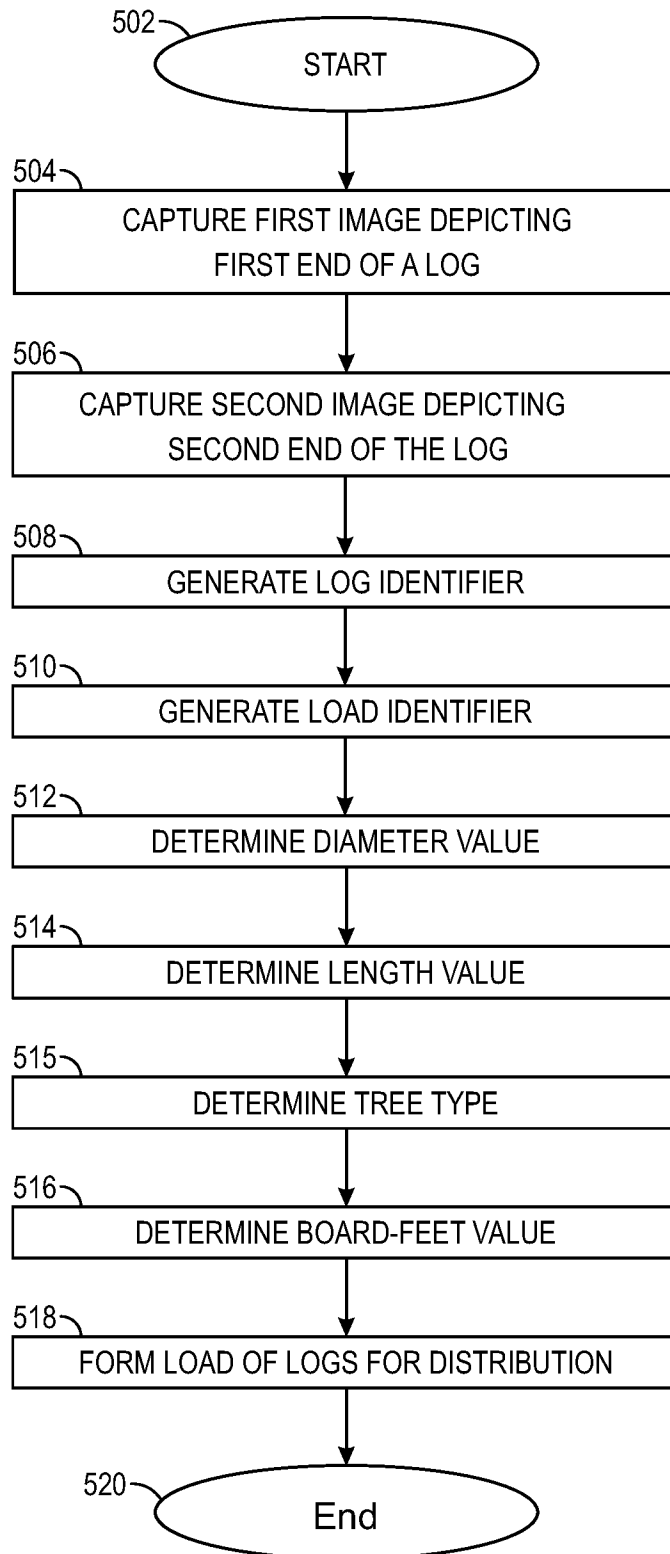 502
START
504
CAPTURE FIRST IMAGE DEPICTING
FIRST END OF A LOG
506
CAPTURE SECOND IMAGE DEPICTING
SECOND END OF THE LOG
508
GENERATE LOG IDENTIFIER
510
GENERATE LOAD IDENTIFIER
512
DETERMINE DIAMETER VALUE
514
DETERMINE LENGTH VALUE
515
DETERMINE TREE TYPE
516
DETERMINE BOARD-FEET VALUE
518
FORM LOAD OF LOGS FOR DISTRIBUTION
520
End